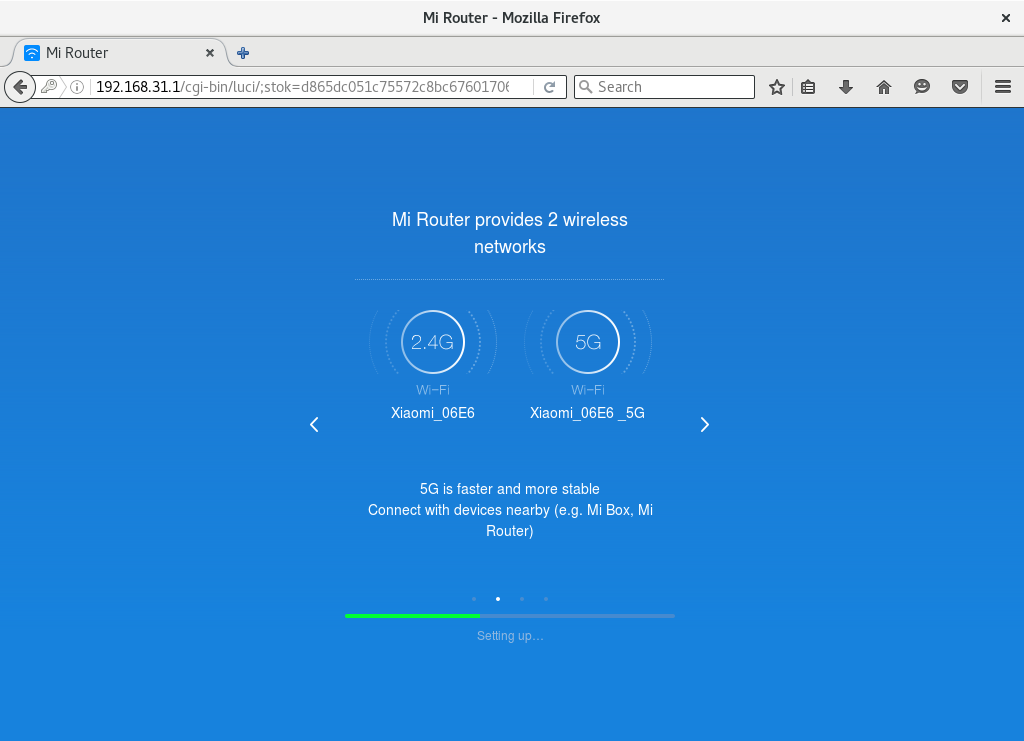 Mi Router - Mozilla Firefox
Mi Router
192.168.31.1/cgi-bin/luci/;stok=d865dc051c75572c8bc6760170
Search
Mi Router provides 2 wireless
networks
2.4G
5G
Wi-Fi
Wi-Fi
Xiaomi_06E6
Xiaomi_06E6 _5G
5G is faster and more stable
Connect with devices nearby (e.g. Mi Box, Mi
Router)
Setting up...